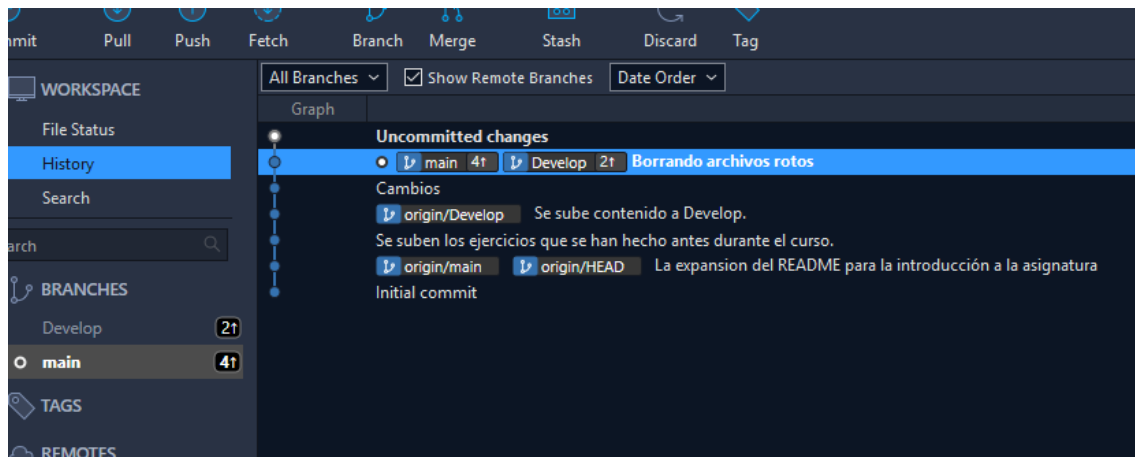 mmit Pull Push Fetch Branch Merge Stash Discard Tag
WORKSPACE
All Branches Show Remote Branches Date Order
Graph
File Status
Uncommitted changes
History
main 4↑ Develop 2↑ Borrando archivos rotos
Cambios
Search
origin/Develop Se sube contenido a Develop.
arch
Se suben los ejercicios que se han hecho antes durante el curso.
origin/main origin/HEAD La expansion del README para la introducción a la asignatura
BRANCHES
Initial commit
Develop 2↑
main 4↑
TAGS
REMOTES